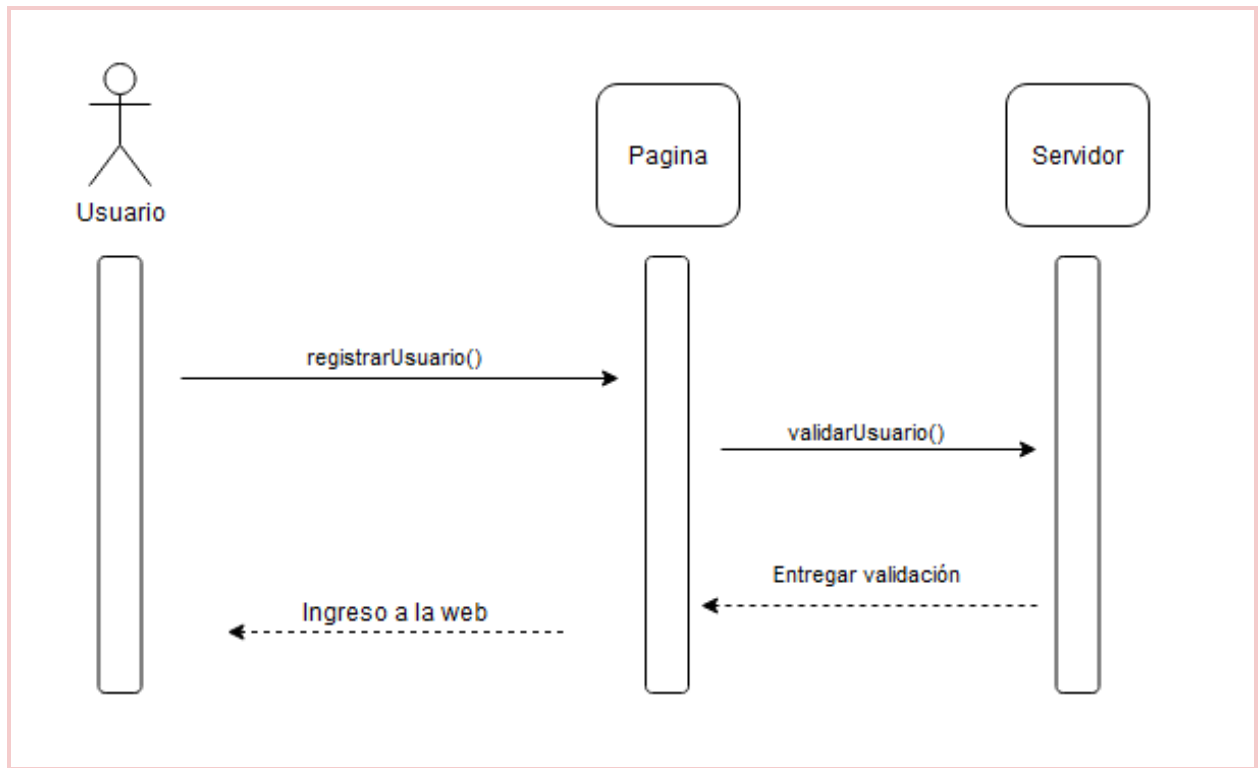 Usuario
Pagina
Servidor
registrarUsuario()
validarUsuario()
Entregar validación
Ingreso a la web